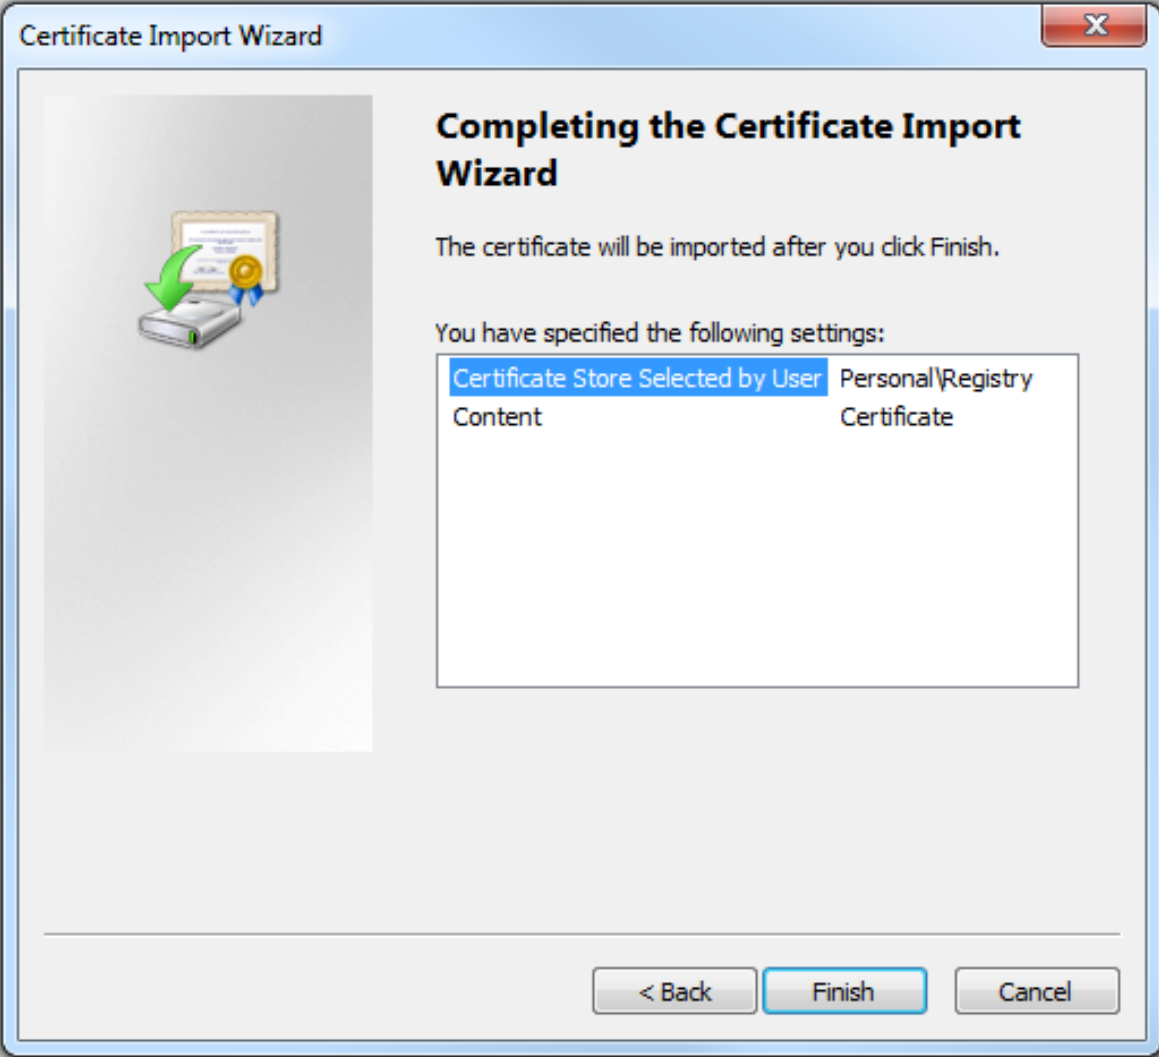 Certificate Import Wizard
Completing the Certificate Import
Wizard
The certificate will be imported after you click Finish.
You have specified the following settings:
Certificate Store Selected by User Personal\Registry
Content Certificate
< Back Finish Cancel